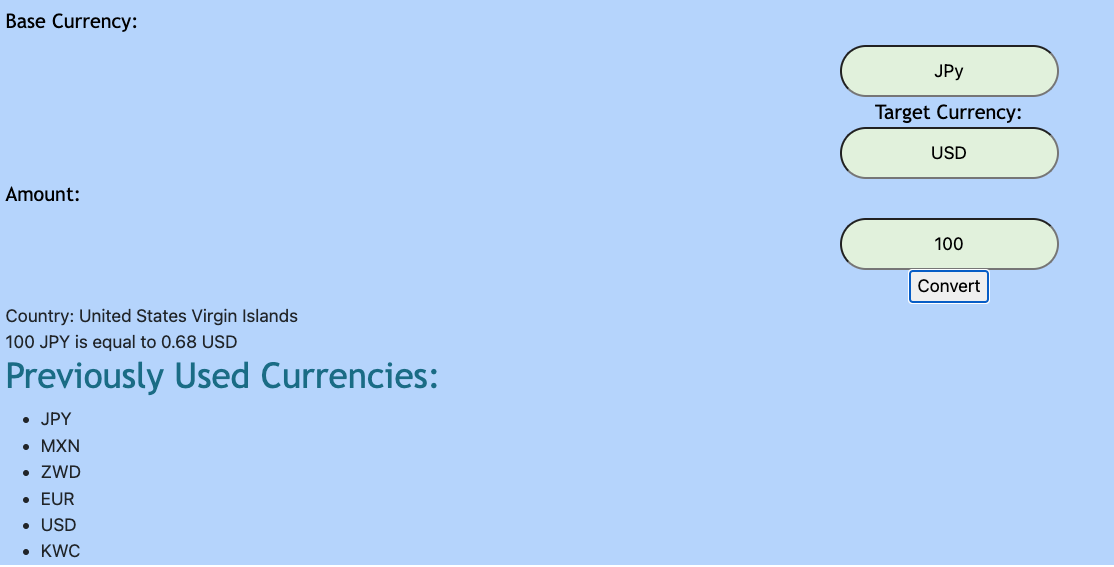 Base Currency:
JPy
Target Currency:
USD
Amount:
100
Convert
Country: United States Virgin Islands
100 JPY is equal to 0.68 USD
Previously Used Currencies:
• JPY
• MXN
• ZWD
• EUR
• USD
• KWC